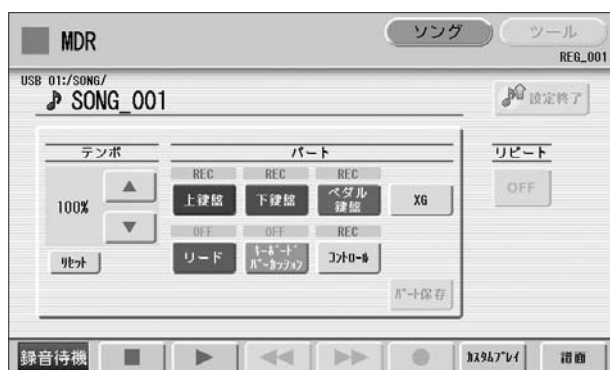 MDR
ソング
ツール
REG_001
USB 01:/SONG/
SONG_001
設定終了
テンポ
パート
リピート
REC
REC
REC
100%
上鍵盤
下鍵盤
ペダル
鍵盤
XG
OFF
OFF
OFF
REC
リセット
リード
キーボード
パーカッション
コントロール
パート保存
録音待機
カスタムプレイ
譜面